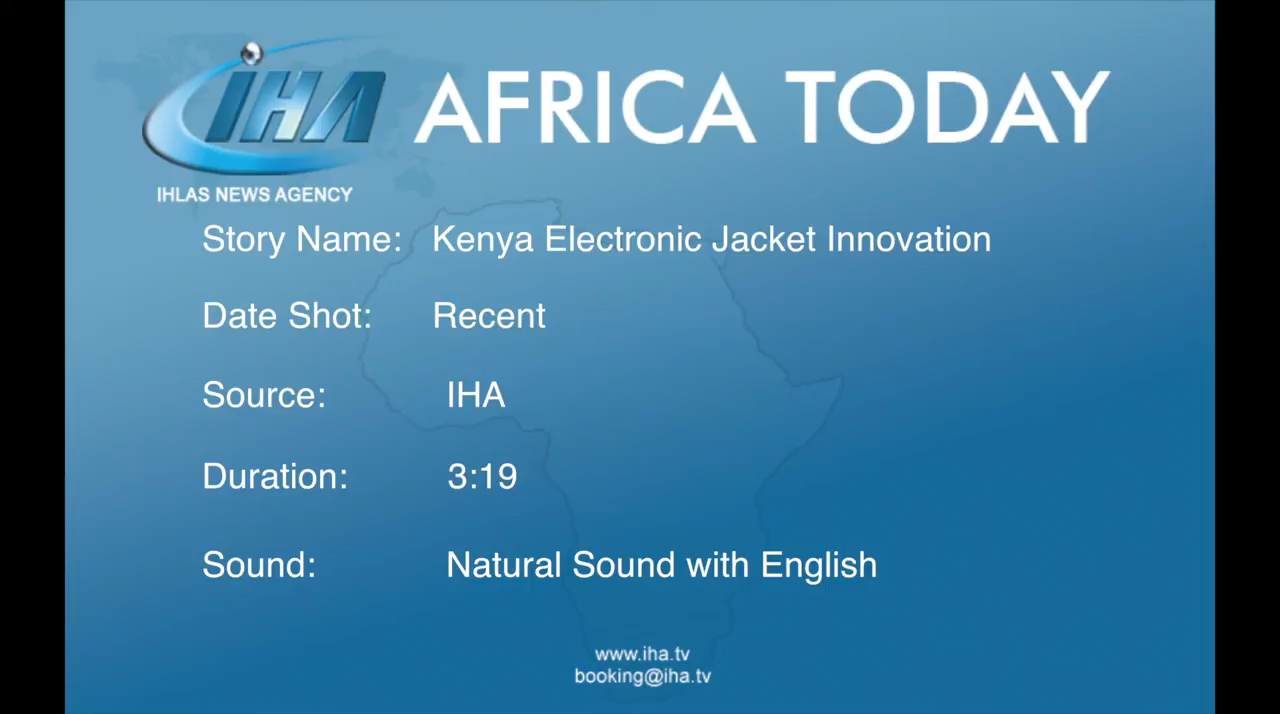 IHA AFRICA TODAY
IHLAS NEWS AGENCY
Story Name: Kenya Electronic Jacket Innovation
Date Shot: Recent
Source: IHA
Duration: 3:19
Sound: Natural Sound with English
www.iha.tv
booking@iha.tv